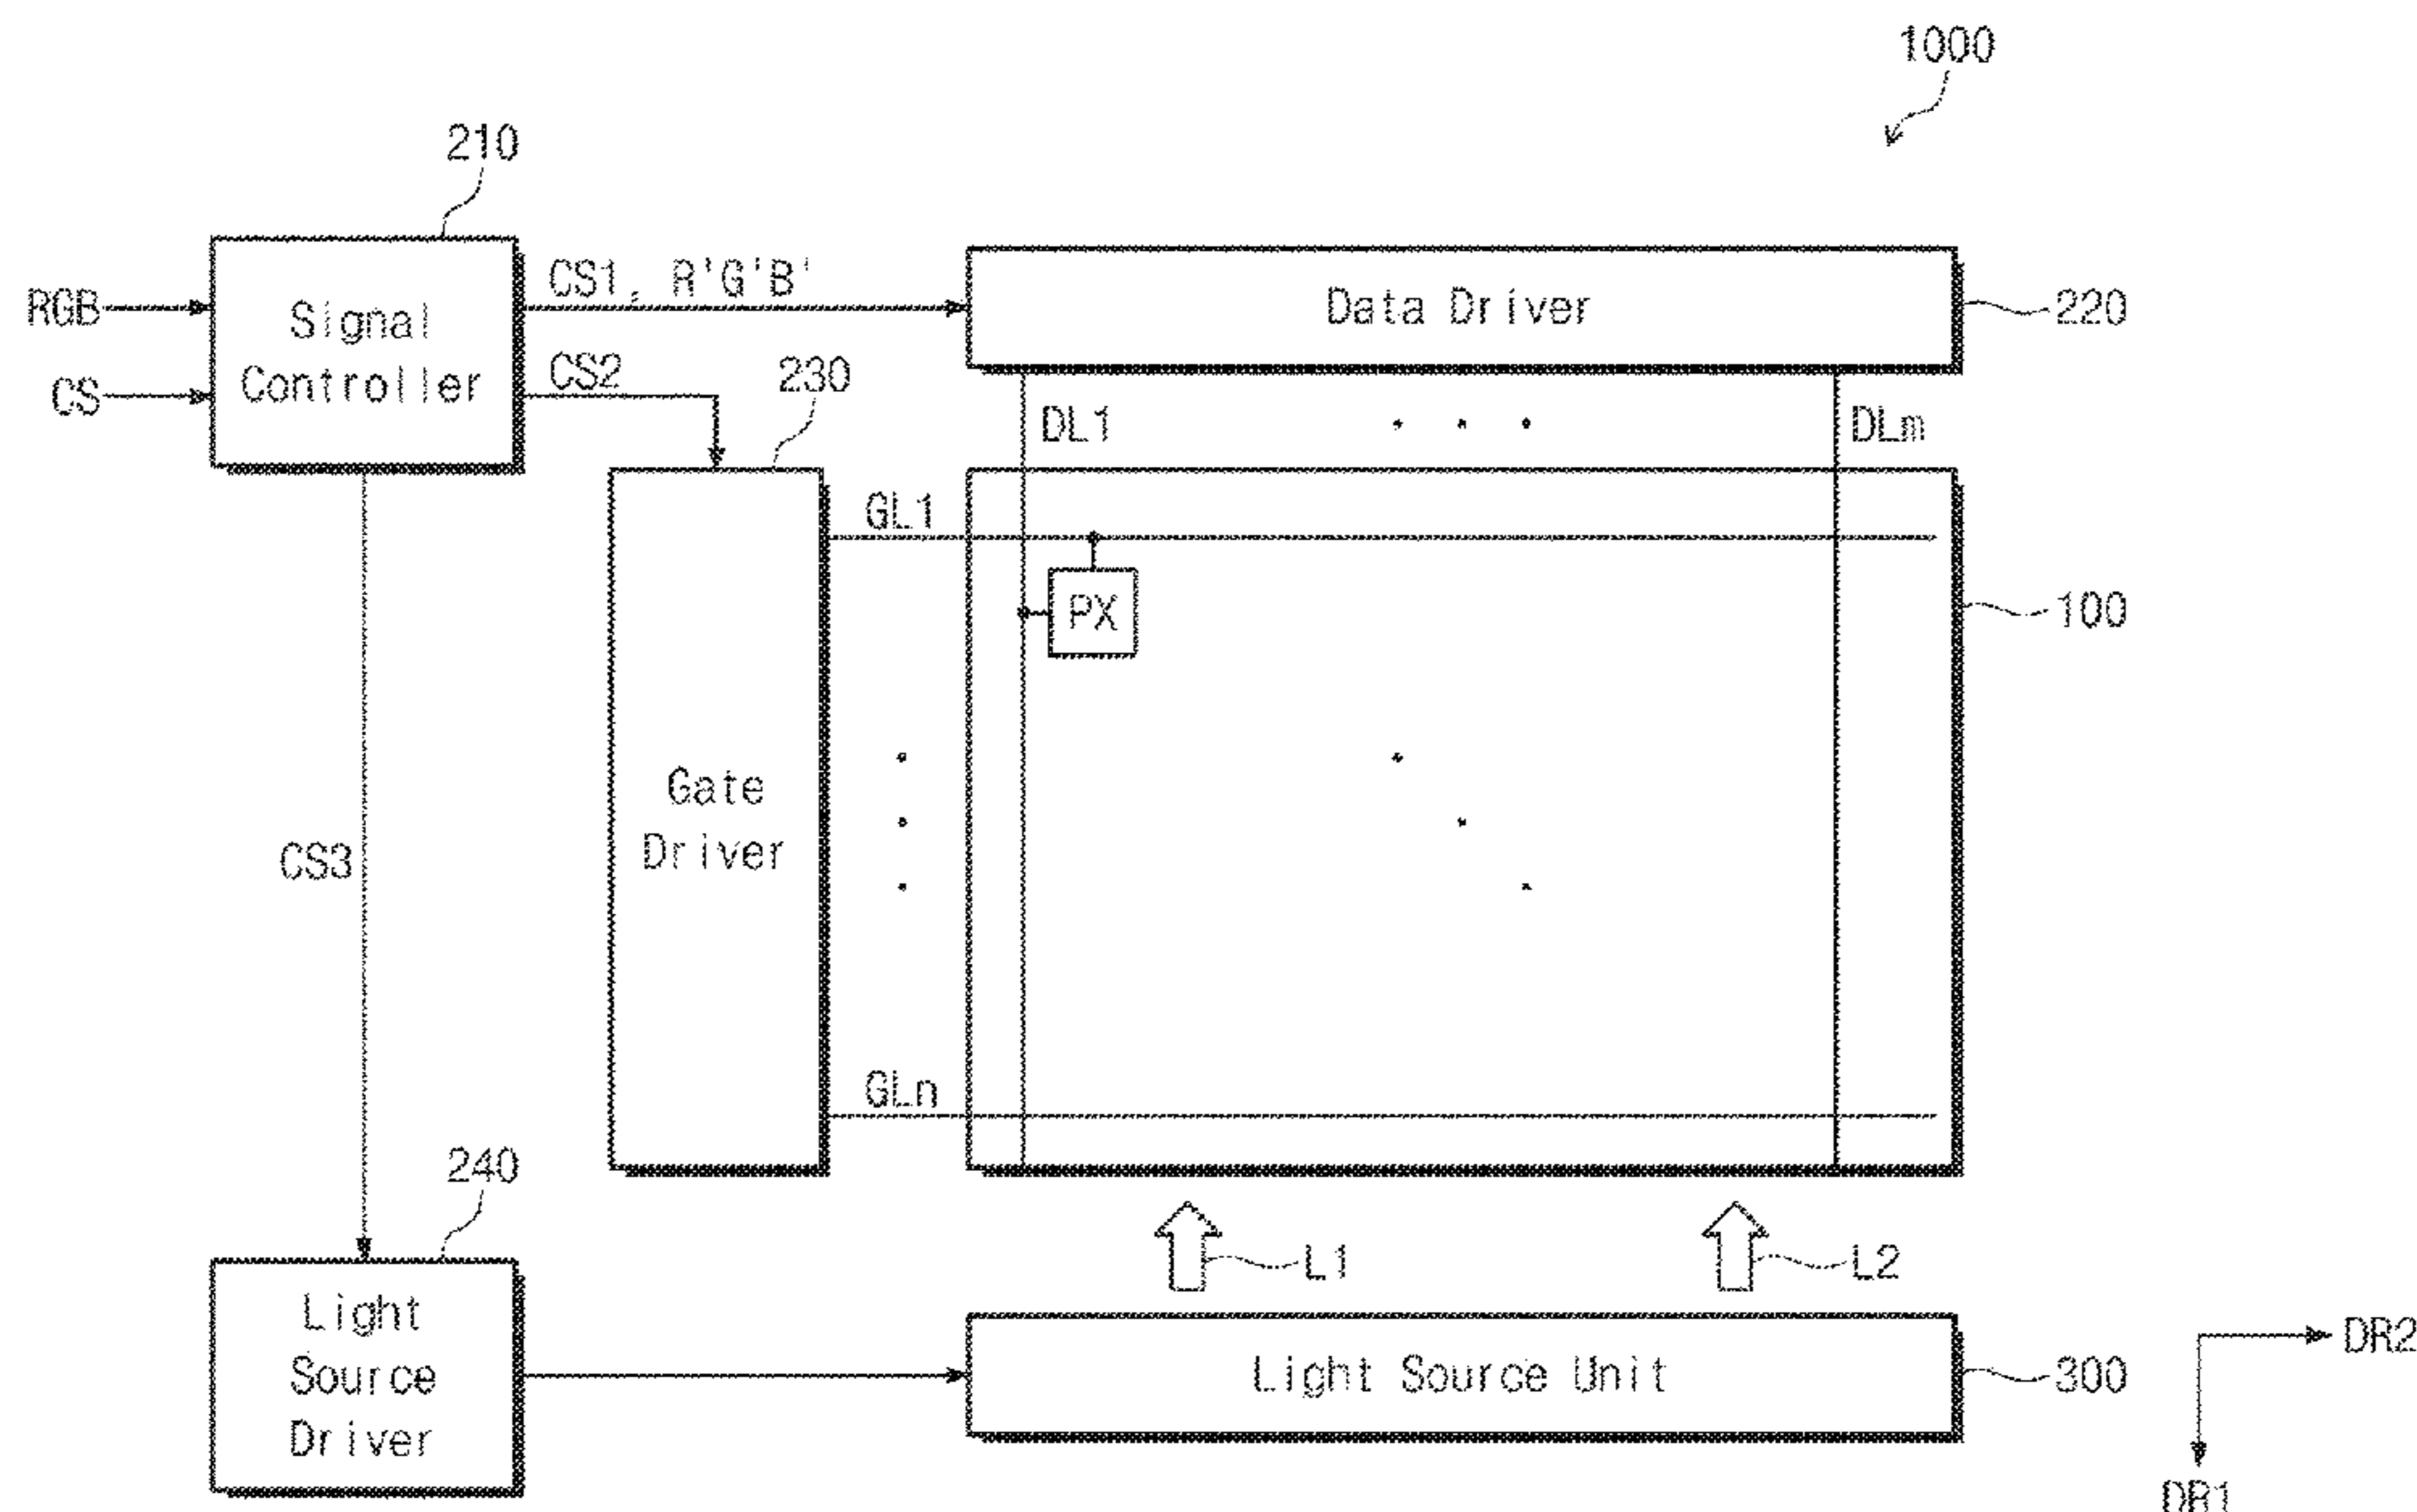 1000
210
RGB
CS
Signal
Controller
CS1, R'G'B'
CS2
Data Driver
220
230
DL1
DLm
GL1
PX
100
Gate
Driver
CS3
GLn
240
L1
L2
Light
Source
Driver
Light Source Unit
300
DR2
DR1